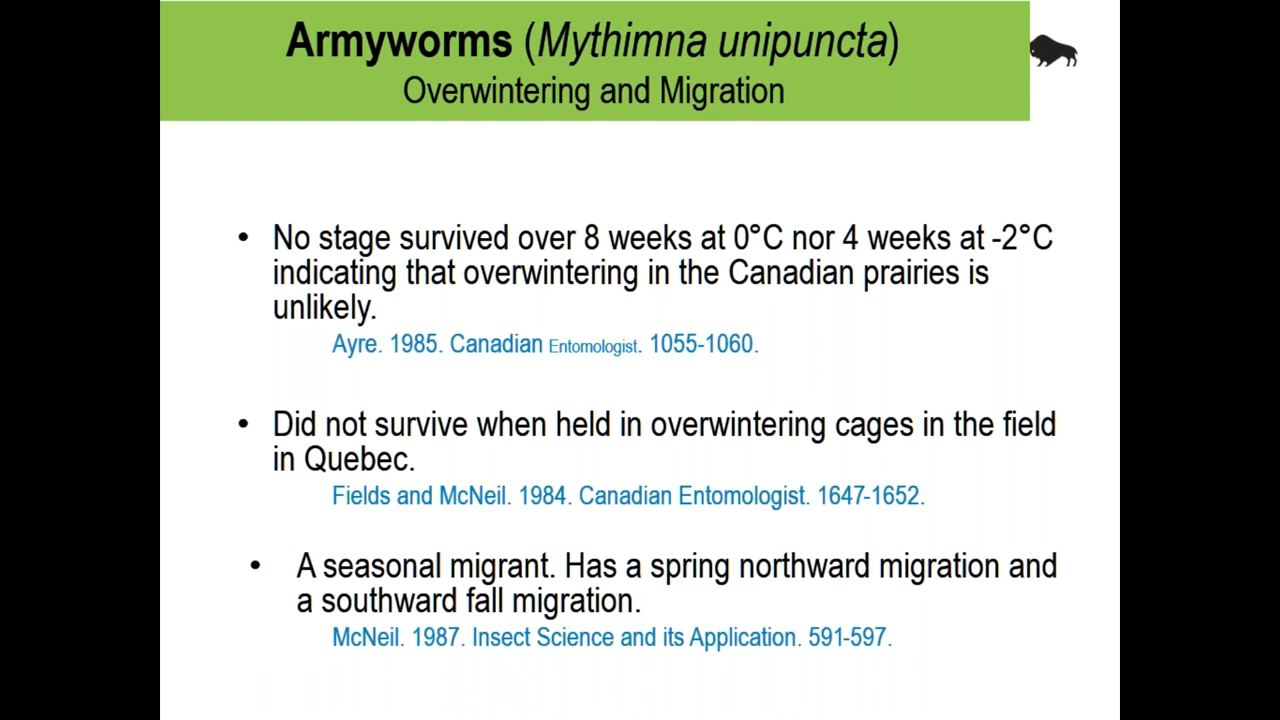 Armyworms (Mythimna unipuncta)
Overwintering and Migration
• No stage survived over 8 weeks at 0°C nor 4 weeks at -2°C
indicating that overwintering in the Canadian prairies is
unlikely.
Ayre. 1985. Canadian Entomologist. 1055-1060.
• Did not survive when held in overwintering cages in the field
in Quebec.
Fields and McNeil. 1984. Canadian Entomologist. 1647-1652.
• A seasonal migrant. Has a spring northward migration and
a southward fall migration.
McNeil. 1987. Insect Science and its Application. 591-597.